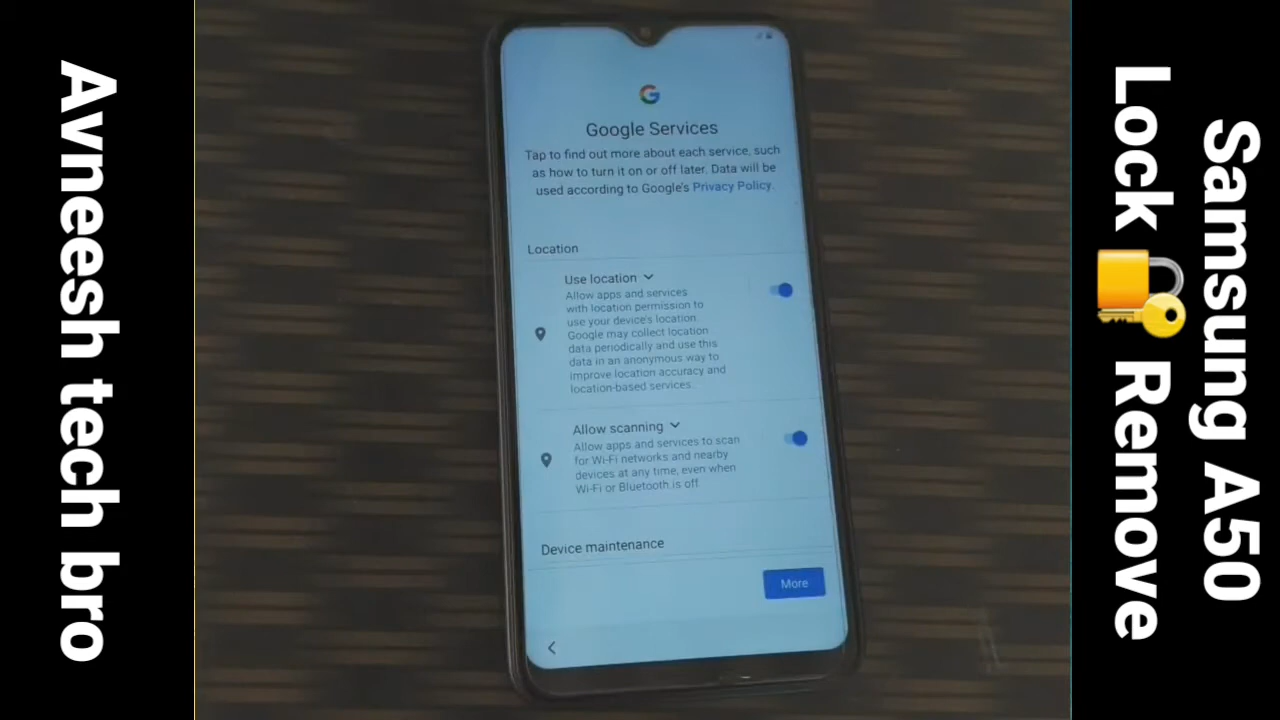 Avneesh tech bro
Google Services
Tap to find out more about each service, such
as how to turn it on or off later. Data will be
used according to Google's Privacy Policy.
Location
Use location
Allow apps and services
with location permission to
use your device's location.
Google may collect location
data periodically and use this
data in an anonymous way to
improve location accuracy and
location-based services.
Allow scanning
Allow apps and services to scan
for Wi-Fi networks and nearby
devices at any time, even when
Wi-Fi or Bluetooth is off
Device maintenance
More
Samsung A50
Lock 🔐 Remove